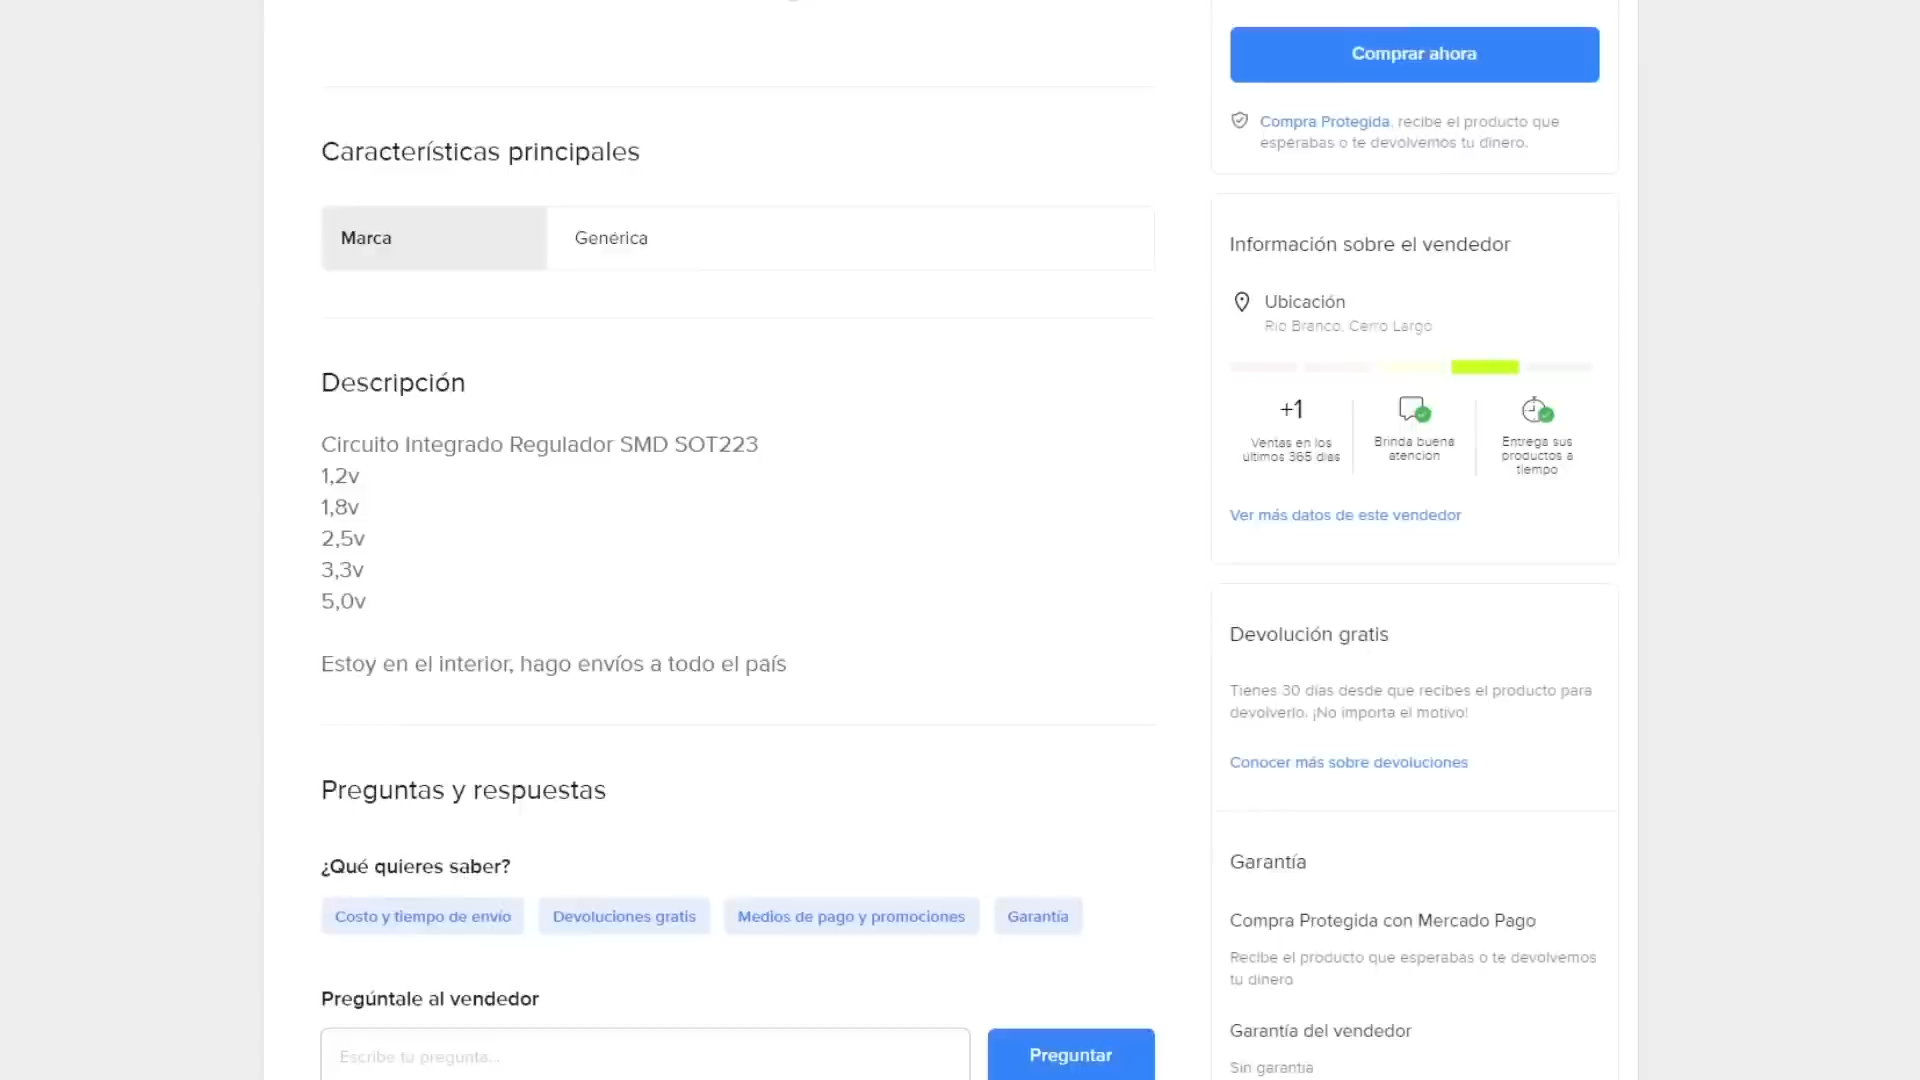 Características principales
Marca
Genérica
Descripción
Circuito Integrado Regulador SMD SOT223
1,2v
1,8v
2,5v
3,3v
5,0v
Estoy en el interior, hago envíos a todo el país
Preguntas y respuestas
¿Qué quieres saber?
Costo y tiempo de envío
Devoluciones gratis
Medios de pago y promociones
Garantía
Pregúntale al vendedor
Escribe tu pregunta...
Preguntar
Comprar ahora
Compra Protegida, recibe el producto que
esperabas o te devolvemos tu dinero.
Información sobre el vendedor
Ubicación
Rio Branco, Cerro Largo
+1
Ventas en los
últimos 365 días
Brinda buena
atención
Entrega sus
productos a
tiempo
Ver más datos de este vendedor
Devolución gratis
Tienes 30 días desde que recibes el producto para
devolverlo. ¡No importa el motivo!
Conocer más sobre devoluciones
Garantía
Compra Protegida con Mercado Pago
Recibe el producto que esperabas o te devolvemos
tu dinero
Garantía del vendedor
Sin garantía